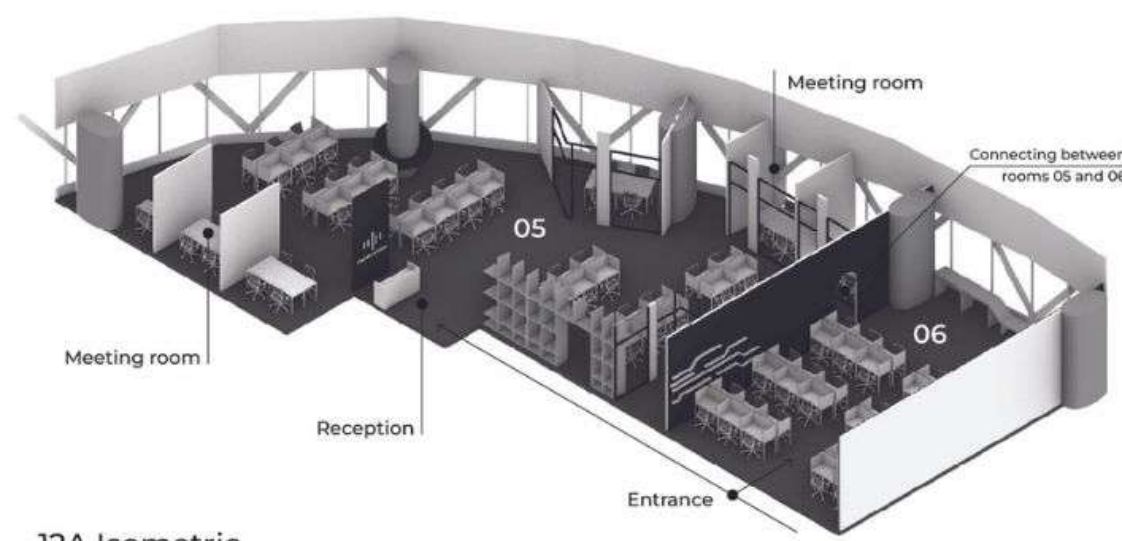 Meeting room
Connecting between
rooms 05 and 06
05
06
Meeting room
Reception
Entrance
12A Isometric